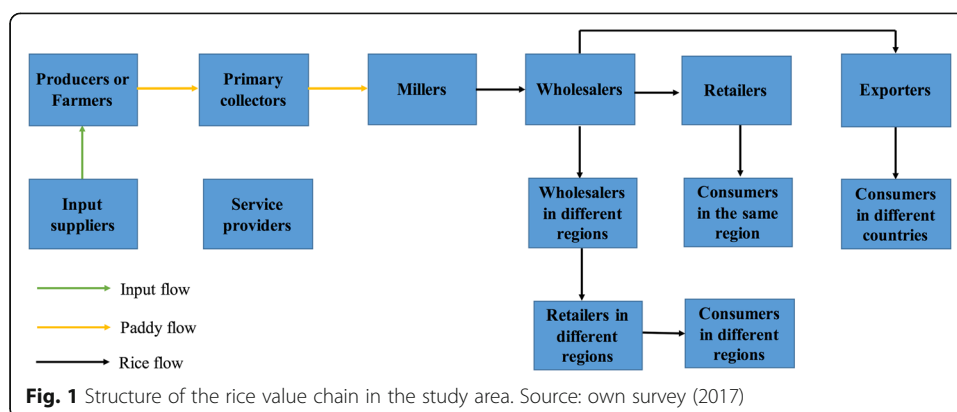 Producers or
Farmers
Primary
collectors
Millers
Wholesalers
Retailers
Exporters
Input
suppliers
Service
providers
Wholesalers
in different
regions
Consumers
in the same
region
Consumers
in different
countries
Input flow
Paddy flow
Rice flow
Retailers in
different
regions
Consumers
in different
regions
Fig. 1 Structure of the rice value chain in the study area. Source: own survey (2017)